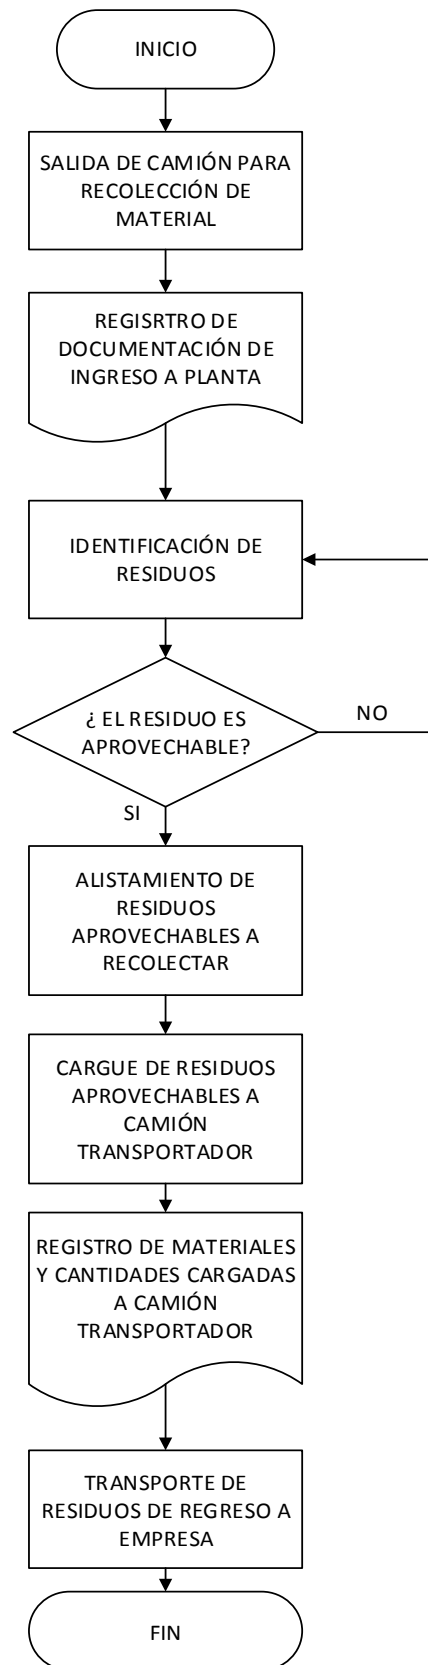 INICIO
SALIDA DE CAMIÓN PARA
RECOLECCIÓN DE
MATERIAL
REGISRTRO DE
DOCUMENTACIÓN DE
INGRESO A PLANTA
IDENTIFICACIÓN DE
RESIDUOS
¿ EL RESIDUO ES
APROVECHABLE?
NO
SI
ALISTAMIENTO DE
RESIDUOS
APROVECHABLES A
RECOLECTAR
CARGUE DE RESIDUOS
APROVECHABLES A
CAMIÓN
TRANSPORTADOR
REGISTRO DE MATERIALES
Y CANTIDADES CARGADAS
A CAMIÓN
TRANSPORTADOR
TRANSPORTE DE
RESIDUOS DE REGRESO A
EMPRESA
FIN